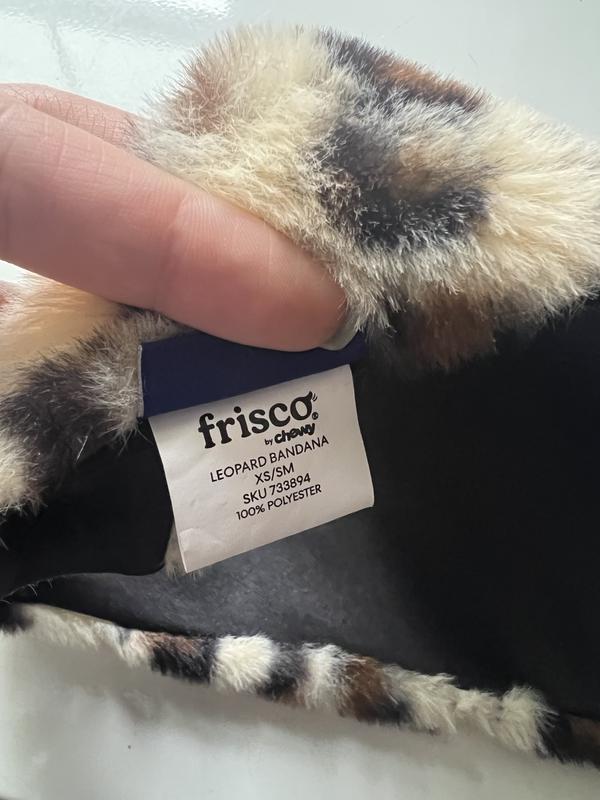 frisco®
by chewy
LEOPARD BANDANA
XS/SM
SKU 733894
100% POLYESTER